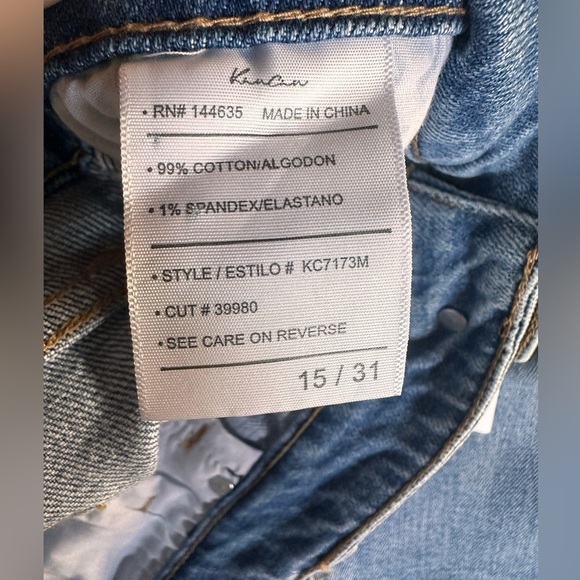 KanCan
• RN# 144635 MADE IN CHINA
• 99% COTTON/ALGODON
• 1% SPANDEX/ELASTANO
• STYLE / ESTILO # KC7173M
• CUT # 39980
• SEE CARE ON REVERSE
15 / 31